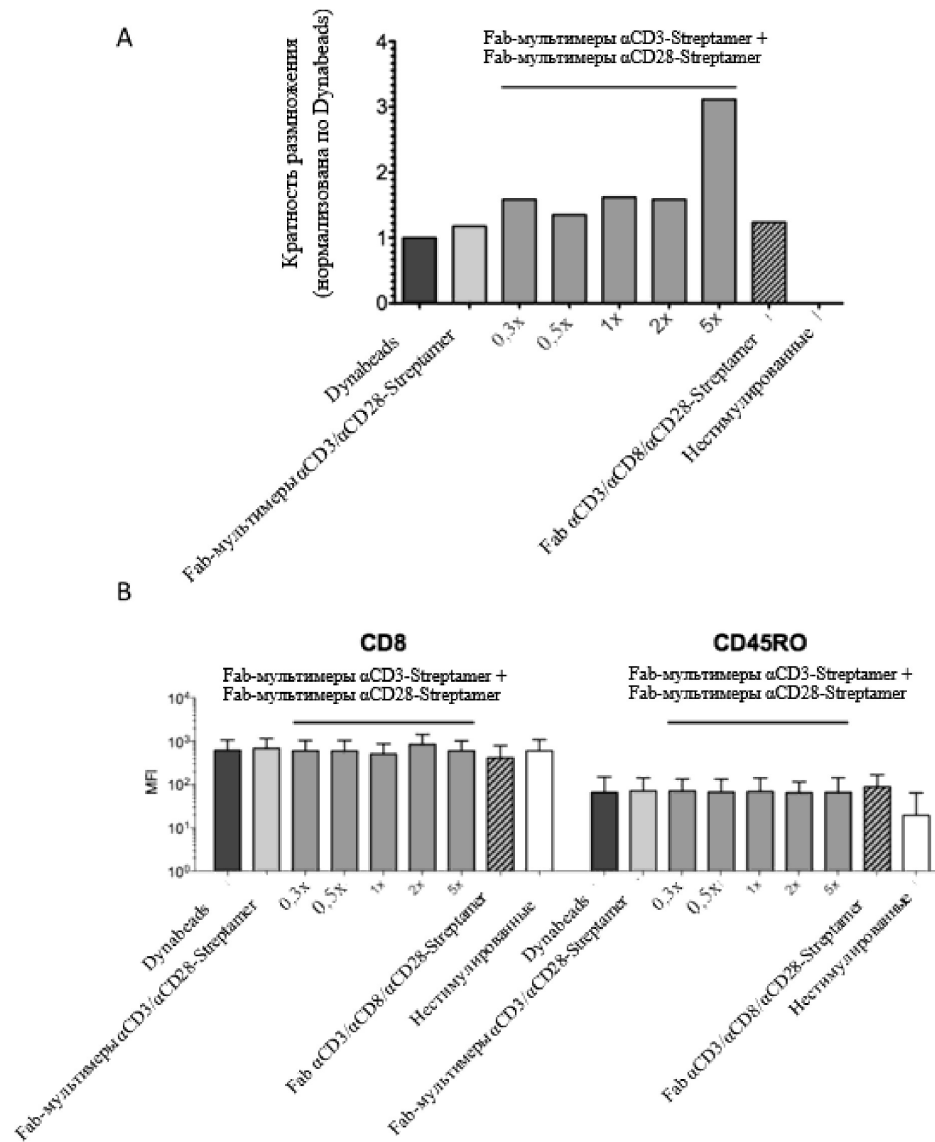 A
Fab-мультимеры αCD3-Streptamer +
Fab-мультимеры αCD28-Streptamer
Кратность размножения
(нормализована по Dynabeads)
4
3
2
1
0
Dynabeads
Fab-мультимеры αCD3/αCD28-Streptamer
0,3x
0,5x
1x
2x
5x
Fab αCD3/αCD8/αCD28-Streptamer
Нестимулированные
B
CD8
Fab-мультимеры αCD3-Streptamer +
Fab-мультимеры αCD28-Streptamer
CD45RO
Fab-мультимеры αCD3-Streptamer +
Fab-мультимеры αCD28-Streptamer
MFI
10⁴
10³
10²
10¹
10⁰
Dynabeads
Fab-мультимеры αCD3/αCD28-Streptamer
0,3x
0,5x
1x
2x
5x
Fab αCD3/αCD8/αCD28-Streptamer
Нестимулированные
Dynabeads
Fab-мультимеры αCD3/αCD28-Streptamer
0,3x
0,5x
1x
2x
5x
Fab αCD3/αCD8/αCD28-Streptamer
Нестимулированные